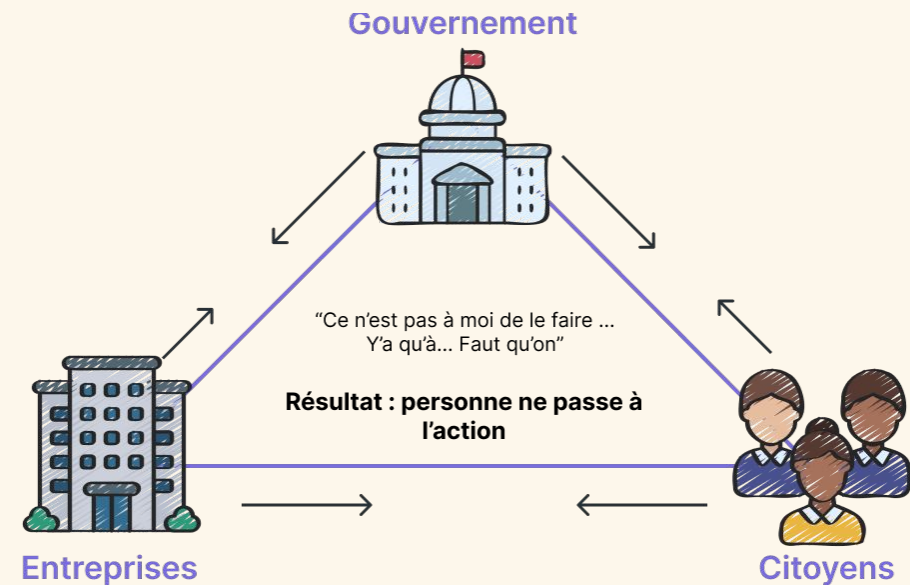 Gouvernement
“Ce n’est pas à moi de le faire ...
Y’a qu’à... Faut qu’on”
Résultat : personne ne passe à
l’action
Entreprises
Citoyens